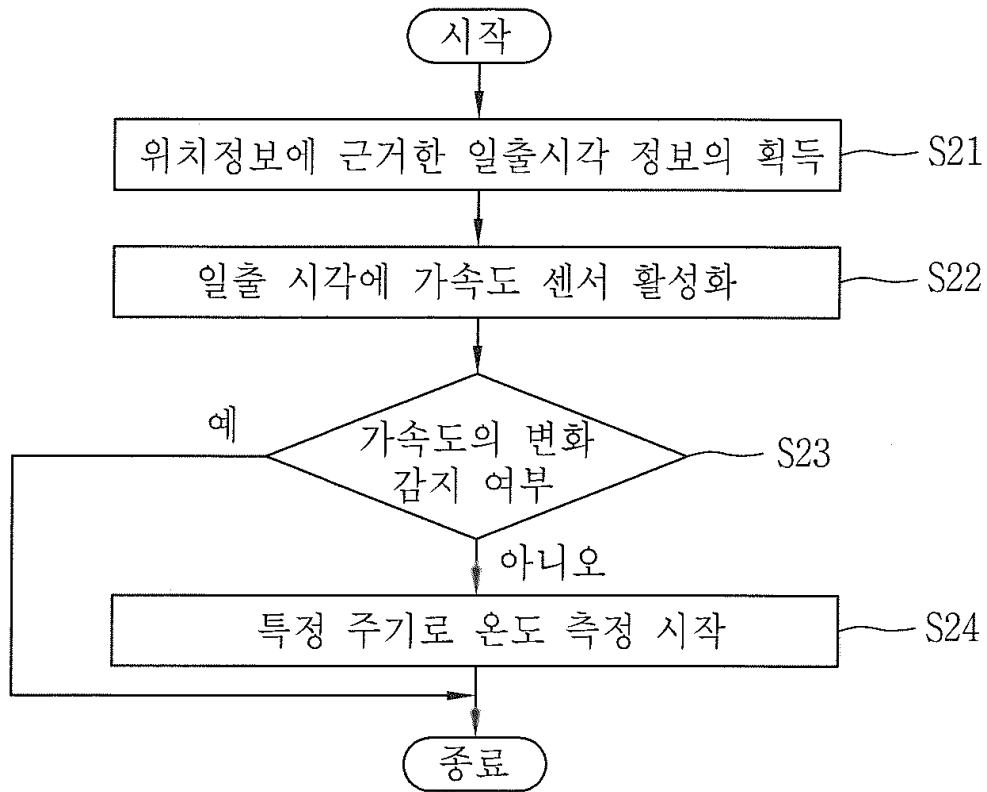 시작
위치정보에 근거한 일출시각 정보의 획득
S21
일출 시각에 가속도 센서 활성화
S22
예
가속도의 변화
감지 여부
S23
아니오
특정 주기로 온도 측정 시작
S24
종료